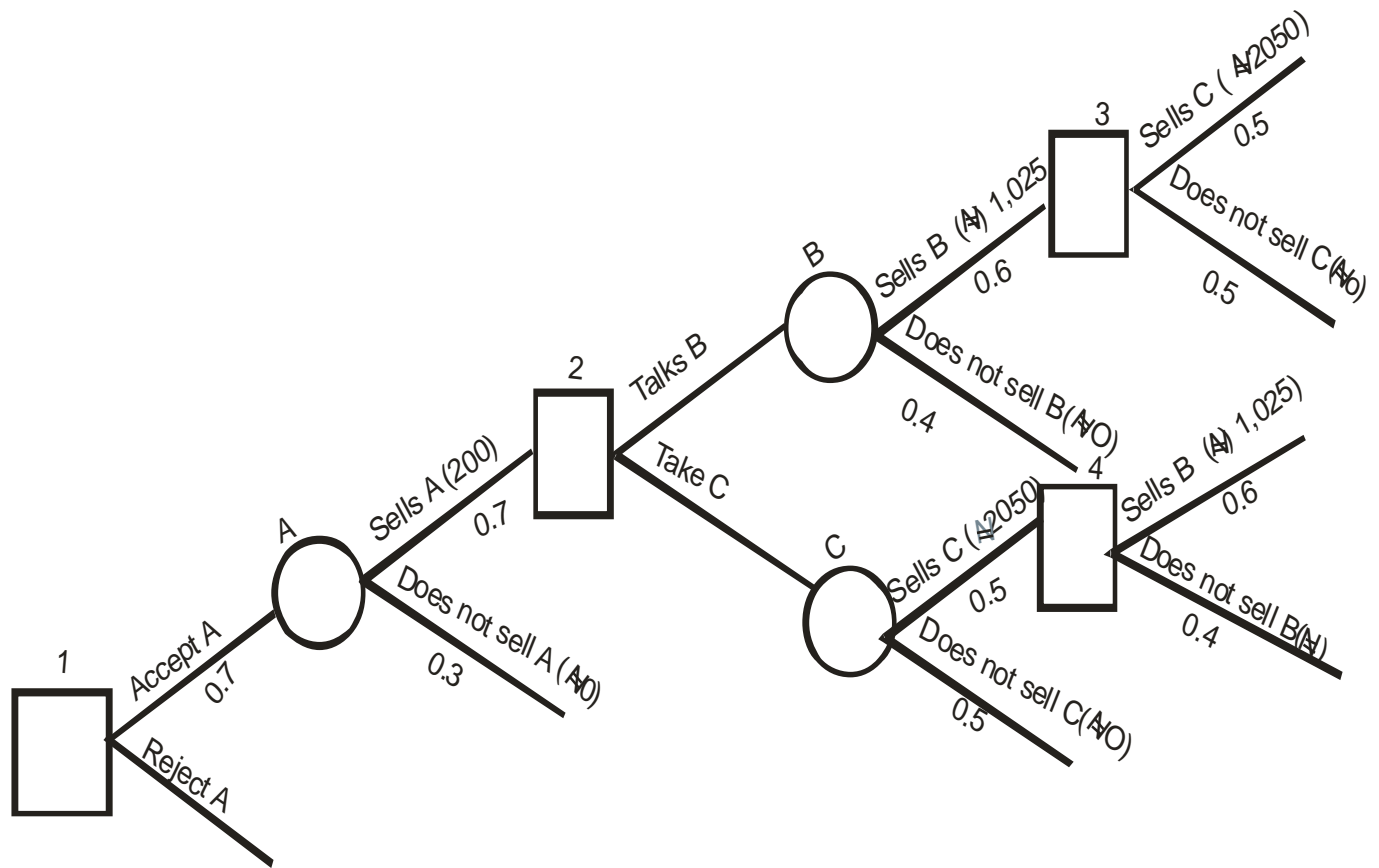 Sells C ( ₦2050)
3
0.5
Does not sell C(₦o)
0.5
Sells B (₦) 1,025
B
0.6
Does not sell B(₦O)
0.4
2
Talks B
Take C
4
Sells B (₦) 1,025)
0.6
Does not sell B(₦)
0.4
C
Sells C (₦2050)
0.5
Does not sell C(₦O)
0.5
Sells A (200)
0.7
A
Does not sell A (₦0)
0.3
1
Accept A
0.7
Reject A